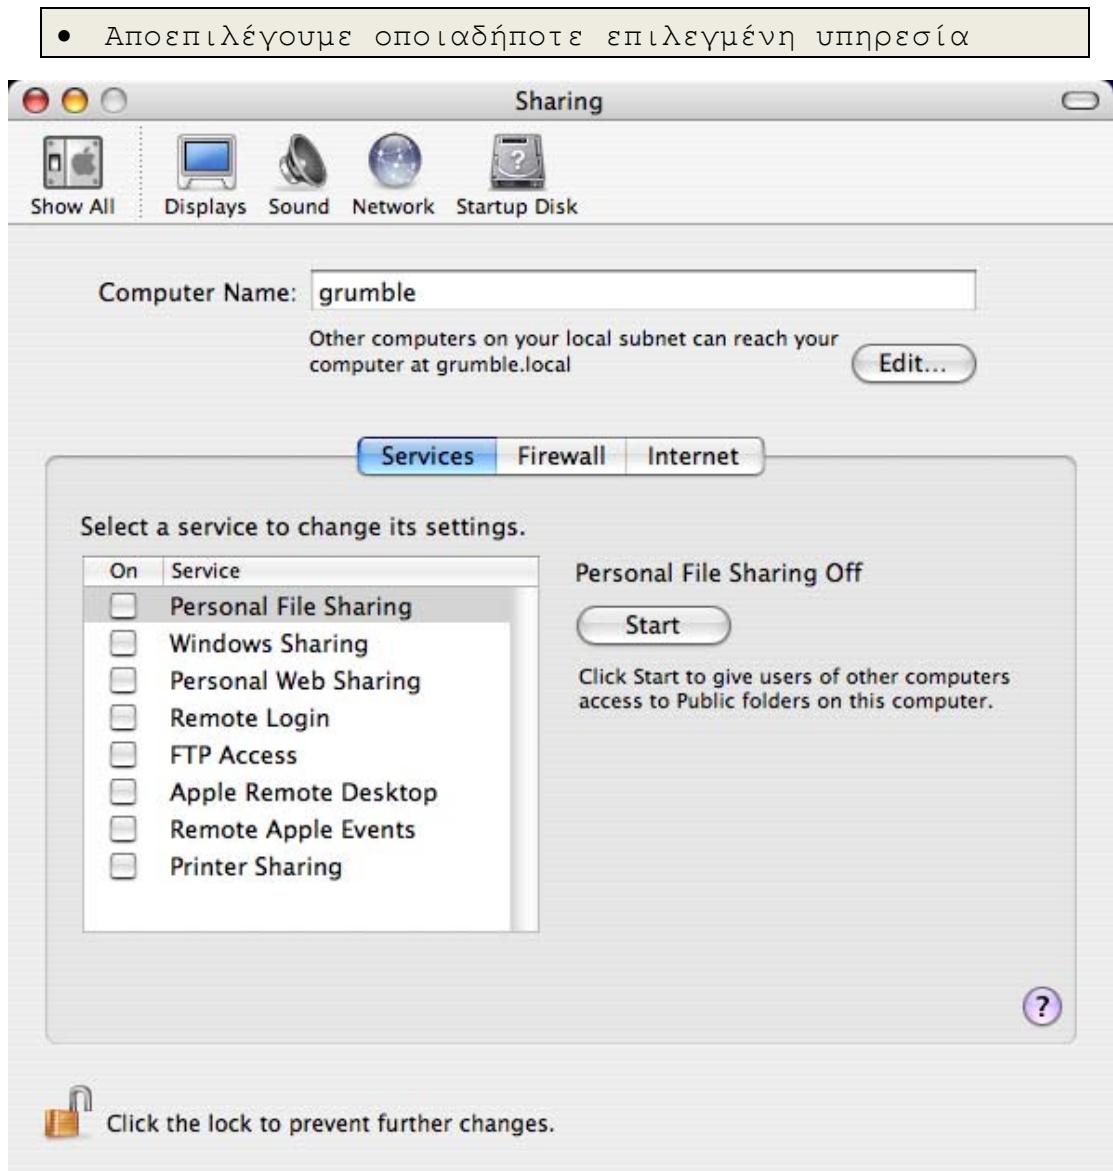 • Αποεπιλέγουμε οποιαδήποτε επιλεγμένη υπηρεσία
Sharing
Show All Displays Sound Network Startup Disk
Computer Name: grumble
Other computers on your local subnet can reach your
computer at grumble.local
Edit...
Services Firewall Internet
Select a service to change its settings.
On Service
Personal File Sharing
Windows Sharing
Personal Web Sharing
Remote Login
FTP Access
Apple Remote Desktop
Remote Apple Events
Printer Sharing
Personal File Sharing Off
Start
Click Start to give users of other computers
access to Public folders on this computer.
?
Click the lock to prevent further changes.